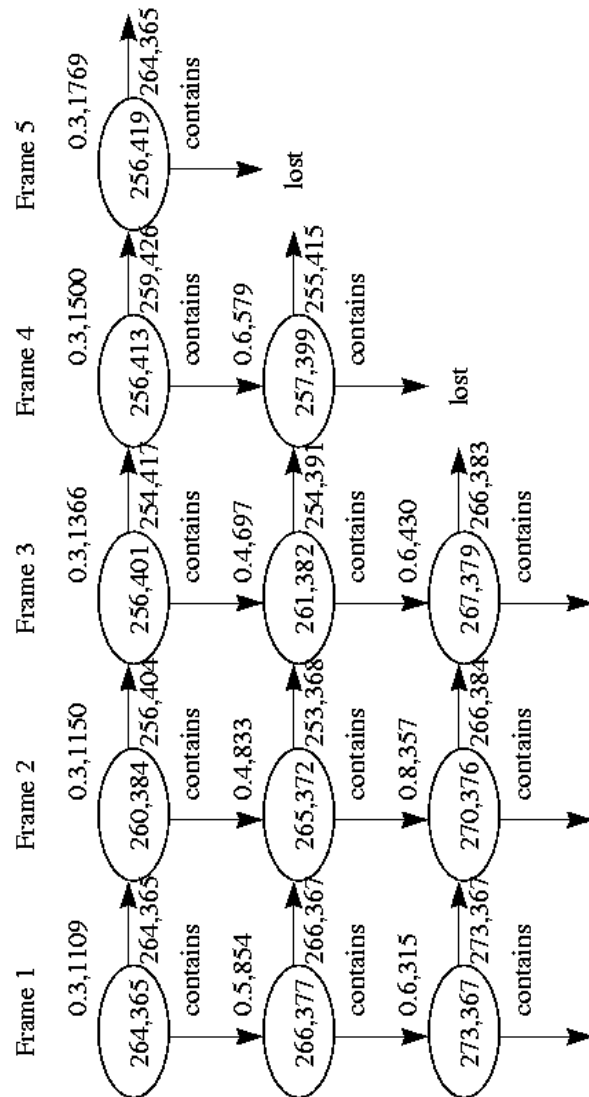 Frame 1 Frame 2 Frame 3 Frame 4 Frame 5
0.3,1109 0.3,1150 0.3,1366 0.3,1500 0.3,1769
264,365 260,384 256,401 256,413 256,419
264,365 256,404 254,417 259,426 264,365
contains contains contains contains contains
0.5,854 0.4,833 0.4,697 0.6,579 lost
266,377 265,372 261,382 257,399
266,367 253,368 254,391 255,415
contains contains contains contains
0.6,315 0.8,357 0.6,430 lost
273,367 270,376 267,379
273,367 266,384 266,383
contains contains contains